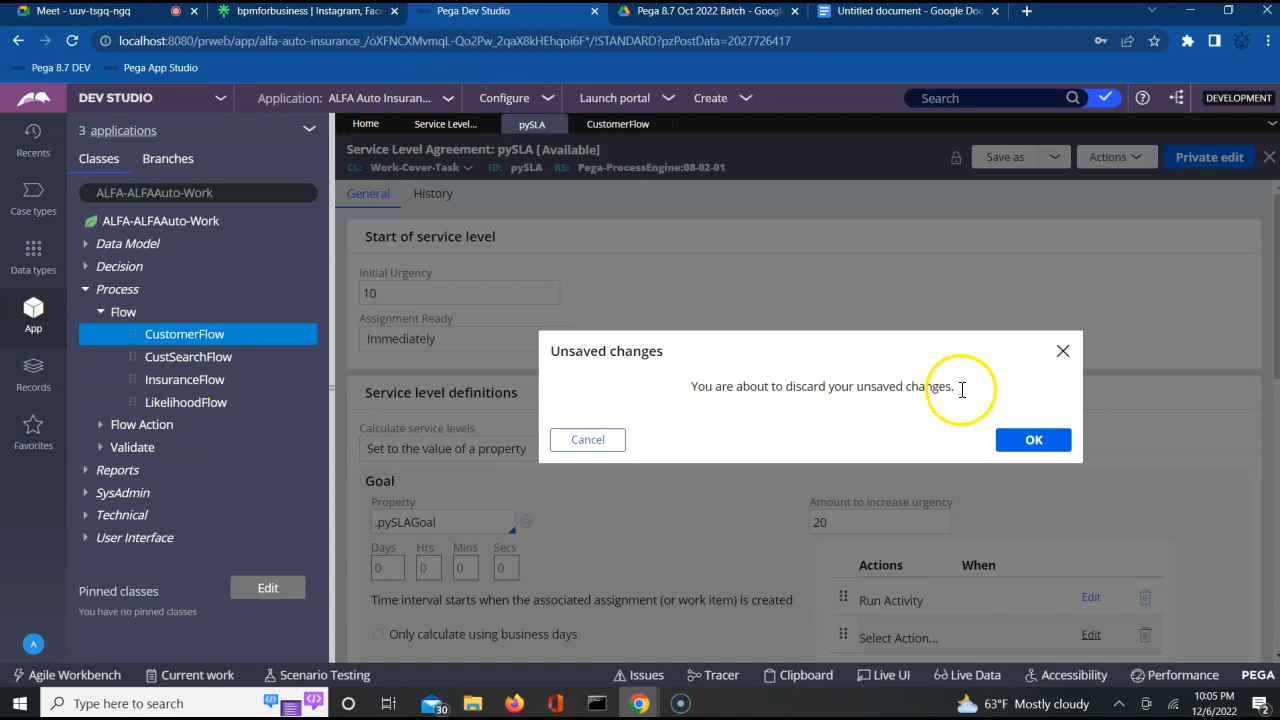 Meet - uuv-tsgq-ngq
bpmforbusiness | Instagram, Face
Pega Dev Studio
Pega 8.7 Oct 2022 Batch - Google
Untitled document - Google Doc
localhost:8080/prweb/app/alfa-auto-insurance_/oXFNCXMvmqL-Qo2Pw_2qaX8kHEhqoi6F*/!STANDARD?pzPostData=2027726417
Pega 8.7 DEV
Pega App Studio
DEV STUDIO
Application: ALFA Auto Insuran...
Configure
Launch portal
Create
Search
DEVELOPMENT
Recents
Case types
Data types
App
Records
Favorites
A
3 applications
Classes
Branches
ALFA-ALFAAuto-Work
ALFA-ALFAAuto-Work
Data Model
Decision
Process
Flow
CustomerFlow
CustSearchFlow
InsuranceFlow
LikelihoodFlow
Flow Action
Validate
Reports
SysAdmin
Technical
User Interface
Pinned classes
Edit
You have no pinned classes
Home
Service Level...
pySLA
CustomerFlow
Service Level Agreement: pySLA [Available]
CL: Work-Cover-Task
ID: pySLA
RS: Pega-ProcessEngine:08-02-01
Save as
Actions
Private edit
General
History
Start of service level
Initial Urgency
10
Assignment Ready
Immediately
Unsaved changes
You are about to discard your unsaved changes.
Cancel
OK
Service level definitions
Calculate service levels
Set to the value of a property
Goal
Property
.pySLAGoal
Days Hrs Mins Secs
0 0 0 0
Time interval starts when the associated assignment (or work item) is created
Only calculate using business days
Amount to increase urgency
20
Actions When
Run Activity Edit
Select Action... Edit
Agile Workbench
Current work
Scenario Testing
Issues
Tracer
Clipboard
Live UI
Live Data
Accessibility
Performance
PEGA
Type here to search
30
63°F Mostly cloudy
10:05 PM
12/6/2022
2